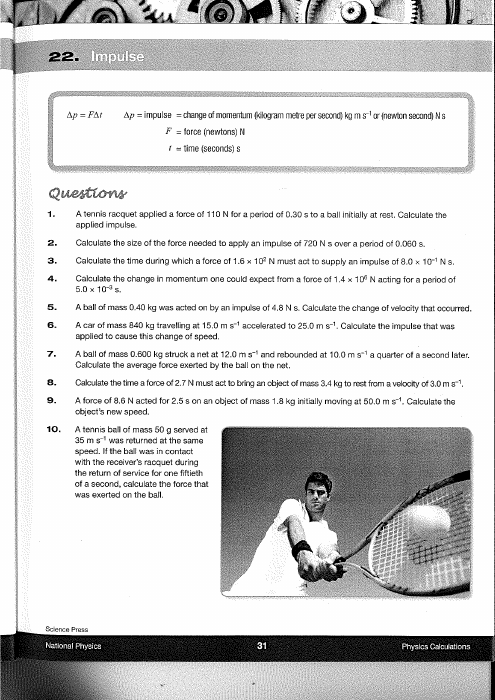 22. Impulse
Δp = FΔt Δp = impulse = change of momentum (kilogram metre per second) kg m s⁻¹ or (newton second) N s
F = force (newtons) N
t = time (seconds) s
Questions
1. A tennis racquet applied a force of 110 N for a period of 0.30 s to a ball initially at rest. Calculate the
applied impulse.
2. Calculate the size of the force needed to apply an impulse of 720 N s over a period of 0.060 s.
3. Calculate the time during which a force of 1.6 × 10² N must act to supply an impulse of 8.0 × 10⁻¹ N s.
4. Calculate the change in momentum one could expect from a force of 1.4 × 10⁶ N acting for a period of
5.0 × 10⁻³ s.
5. A ball of mass 0.40 kg was acted on by an impulse of 4.8 N s. Calculate the change of velocity that occurred.
6. A car of mass 840 kg travelling at 15.0 m s⁻¹ accelerated to 25.0 m s⁻¹. Calculate the impulse that was
applied to cause this change of speed.
7. A ball of mass 0.600 kg struck a net at 12.0 m s⁻¹ and rebounded at 10.0 m s⁻¹ a quarter of a second later.
Calculate the average force exerted by the ball on the net.
8. Calculate the time a force of 2.7 N must act to bring an object of mass 3.4 kg to rest from a velocity of 3.0 m s⁻¹.
9. A force of 8.6 N acted for 2.5 s on an object of mass 1.8 kg initially moving at 50.0 m s⁻¹. Calculate the
object's new speed.
10. A tennis ball of mass 50 g served at
35 m s⁻¹ was returned at the same
speed. If the ball was in contact
with the receiver's racquet during
the return of service for one fiftieth
of a second, calculate the force that
was exerted on the ball.
Science Press
National Physics 31 Physics Calculations